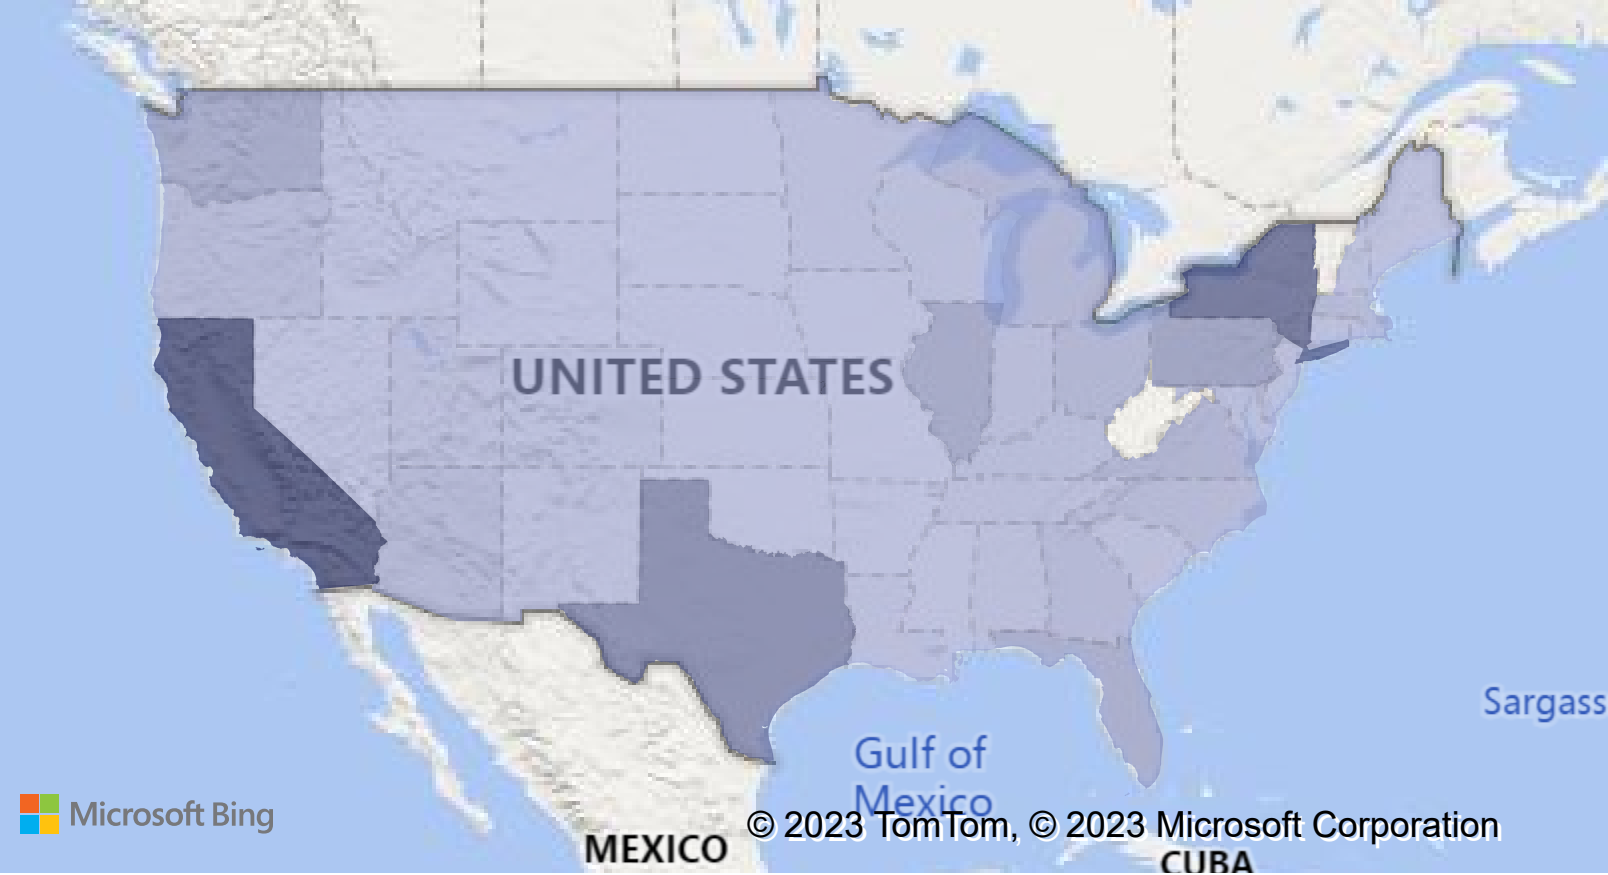 UNITED STATES
Sargass
Gulf of
Mexico
Microsoft Bing
© 2023 TomTom, © 2023 Microsoft Corporation
MEXICO
CUBA